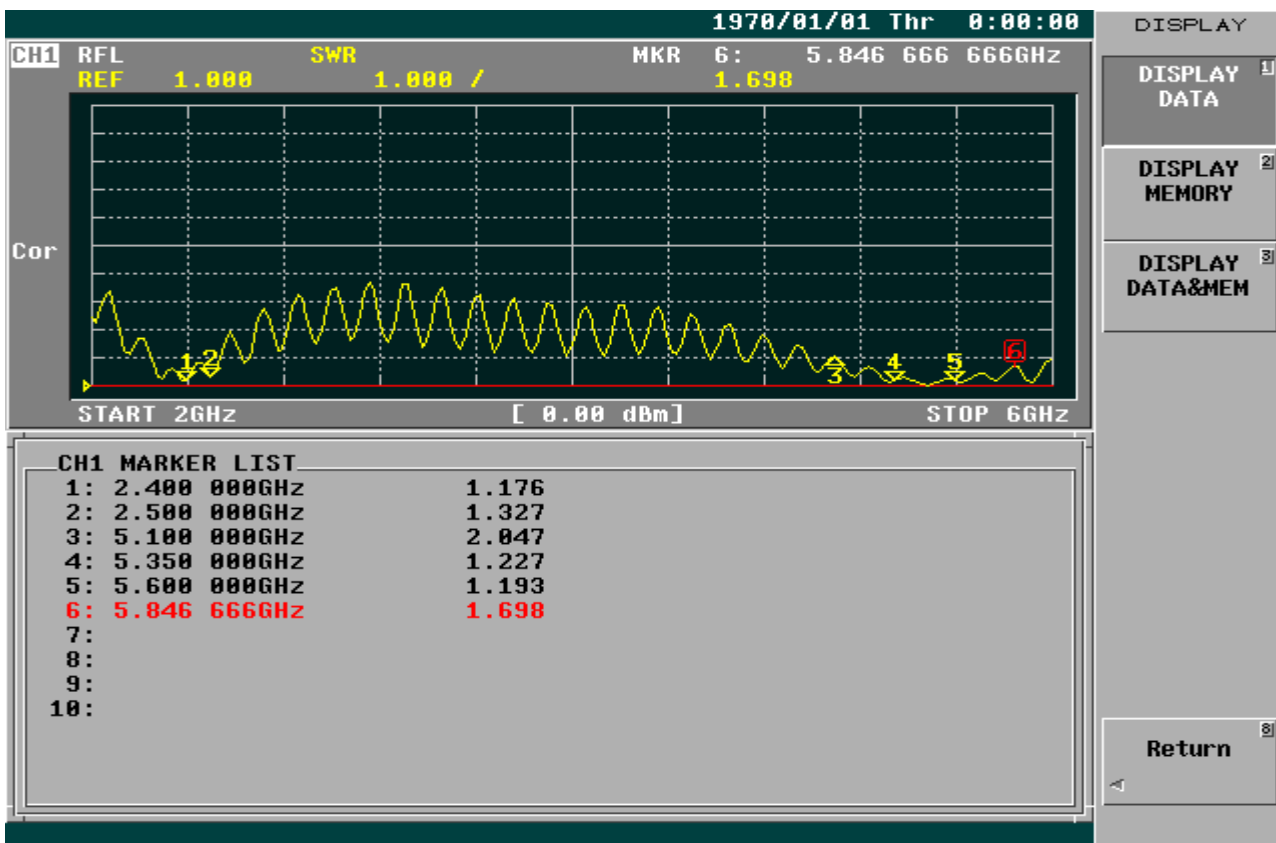 1970/01/01 Thr 0:00:00
CH1 RFL SWR MKR 6: 5.846 666 666GHz
REF 1.000 1.000 / 1.698
Cor
1 2 3 4 5 6
START 2GHz [ 0.00 dBm] STOP 6GHz
CH1 MARKER LIST
1: 2.400 000GHz 1.176
2: 2.500 000GHz 1.327
3: 5.100 000GHz 2.047
4: 5.350 000GHz 1.227
5: 5.600 000GHz 1.193
6: 5.846 666GHz 1.698
7:
8:
9:
10:
DISPLAY
DISPLAY 1
DATA
DISPLAY 2
MEMORY
DISPLAY 3
DATA&MEM
8
Return